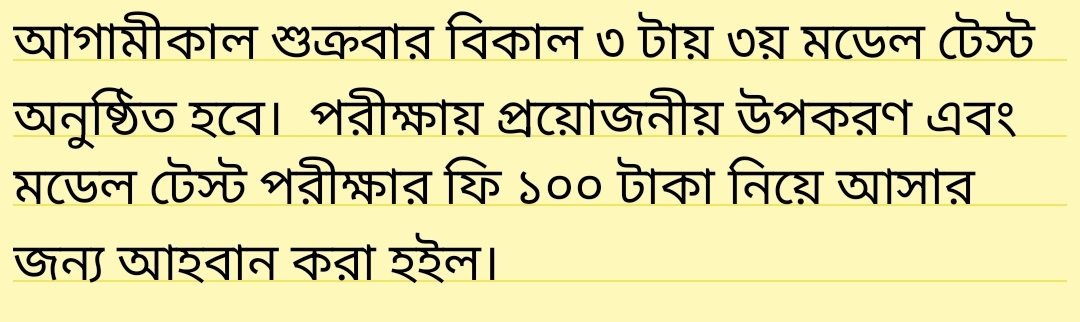 আগামীকাল শুক্রবার বিকাল ৩ টায় ৩য় মডেল টেস্ট
অনুষ্ঠিত হবে।  পরীক্ষায় প্রয়োজনীয় উপকরণ এবং
মডেল টেস্ট পরীক্ষার ফি ১০০ টাকা নিয়ে আসার
জন্য আহবান করা হইল।